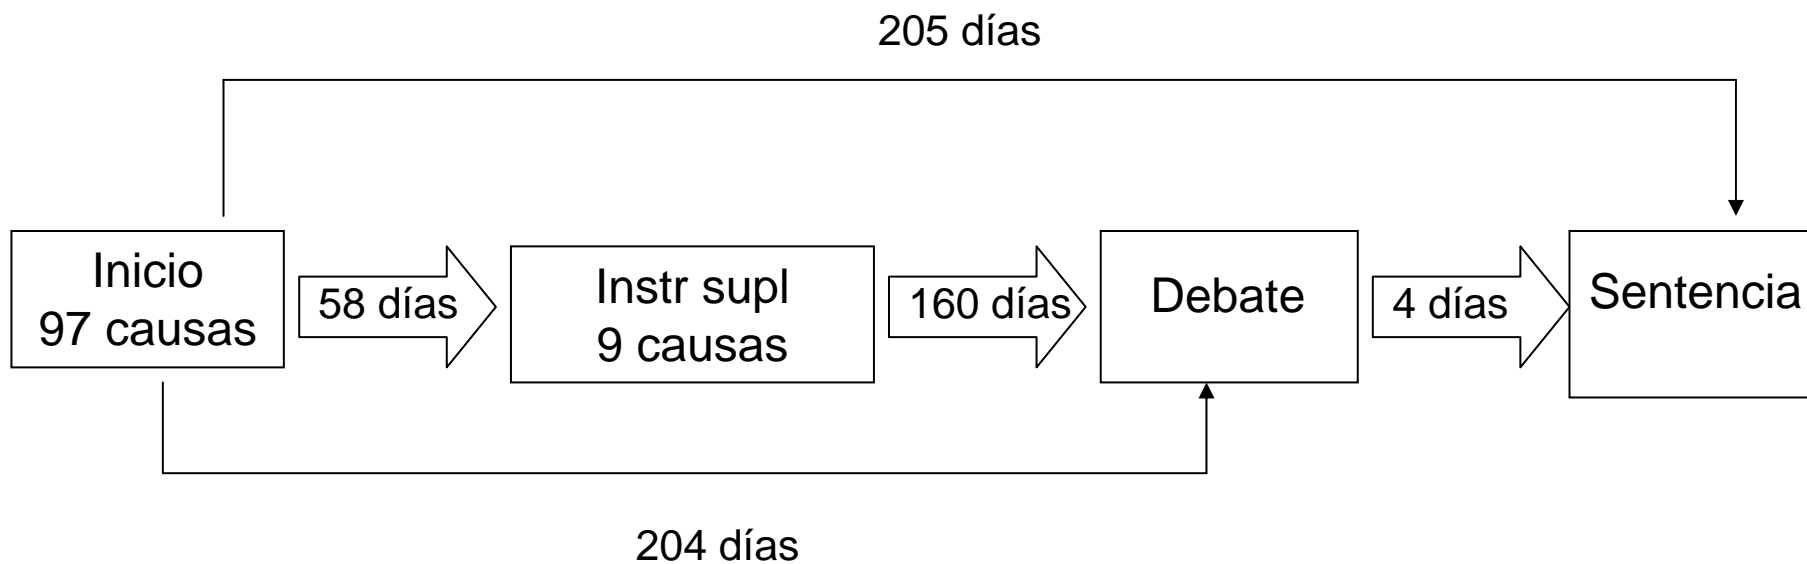 205 días
Inicio
97 causas
58 días
Instr supl
9 causas
160 días
Debate
4 días
Sentencia
204 días